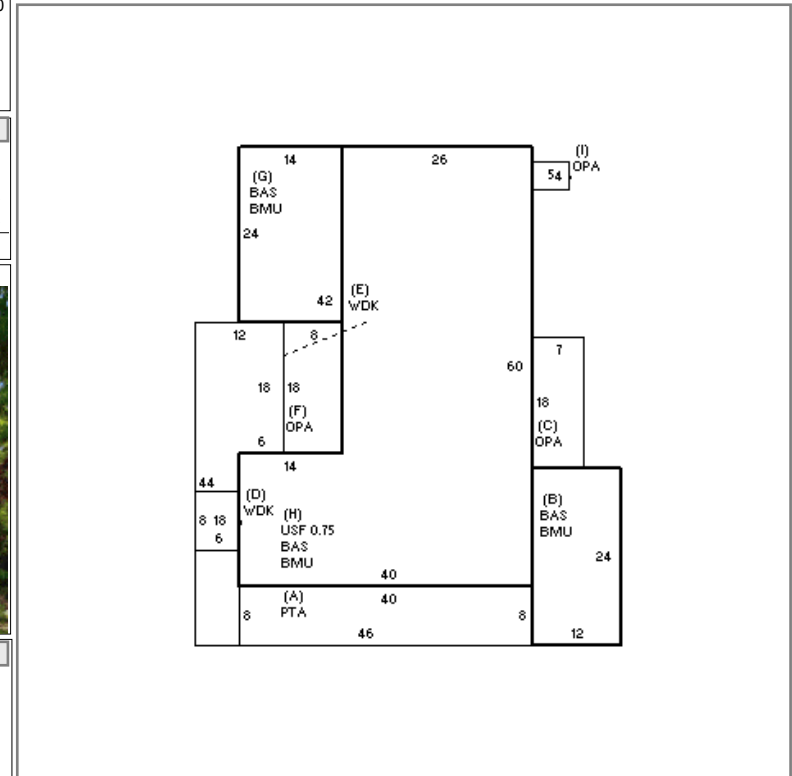 14
26
(I)
OPA
54
(G)
BAS
BMU
24
42
(E)
WDK
12
8
7
60
18
18
18
(F)
OPA
(C)
OPA
6
14
44
(D)
WDK
(H)
USF 0.75
BAS
BMU
8 18
6
(B)
BAS
BMU
24
40
(A)
PTA
40
8
8
46
12